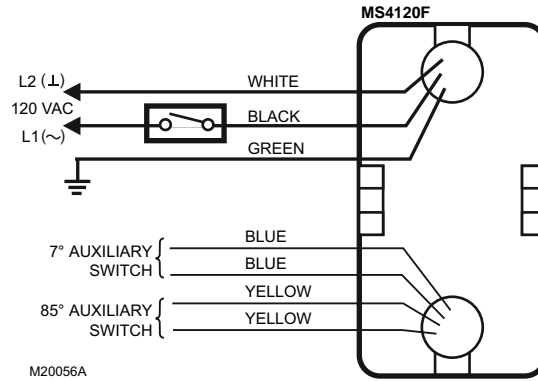 MS4120F
L2 (⊥)
WHITE
120 VAC
BLACK
L1 (~)
GREEN
7° AUXILIARY
SWITCH
BLUE
BLUE
85° AUXILIARY
SWITCH
YELLOW
YELLOW
M20056A